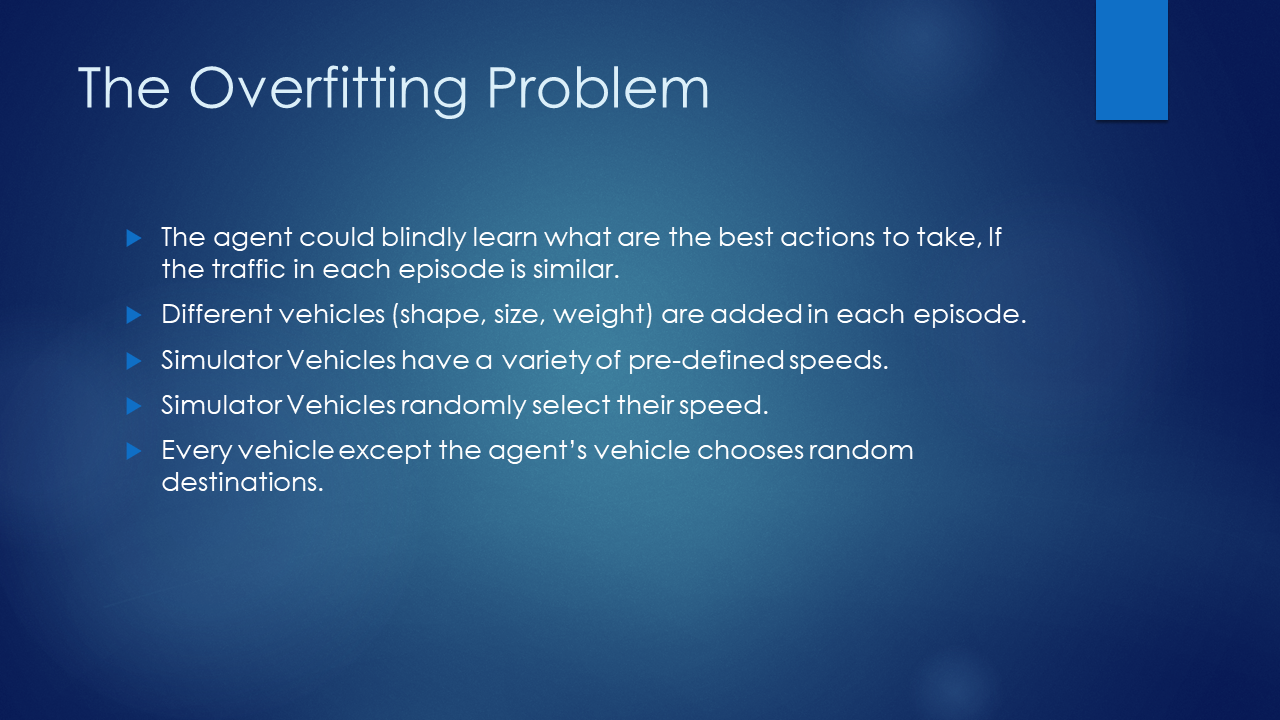 The Overfitting Problem
The agent could blindly learn what are the best actions to take, If
the traffic in each episode is similar.
Different vehicles (shape, size, weight) are added in each episode.
Simulator Vehicles have a variety of pre-defined speeds.
Simulator Vehicles randomly select their speed.
Every vehicle except the agent’s vehicle chooses random
destinations.